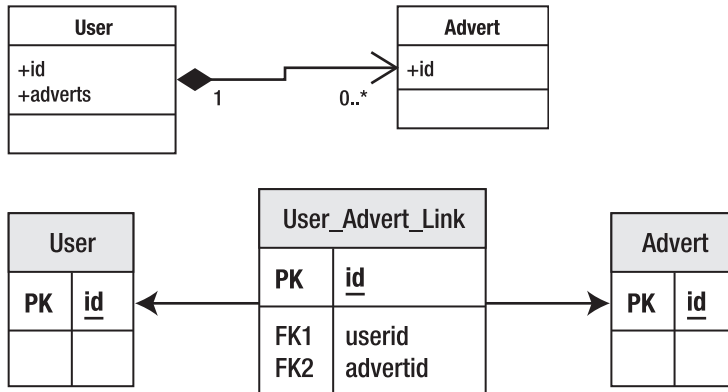 User
+id
+adverts
1
0..*
Advert
+id
User
PK id
User_Advert_Link
PK id
FK1 userid
FK2 advertid
Advert
PK id